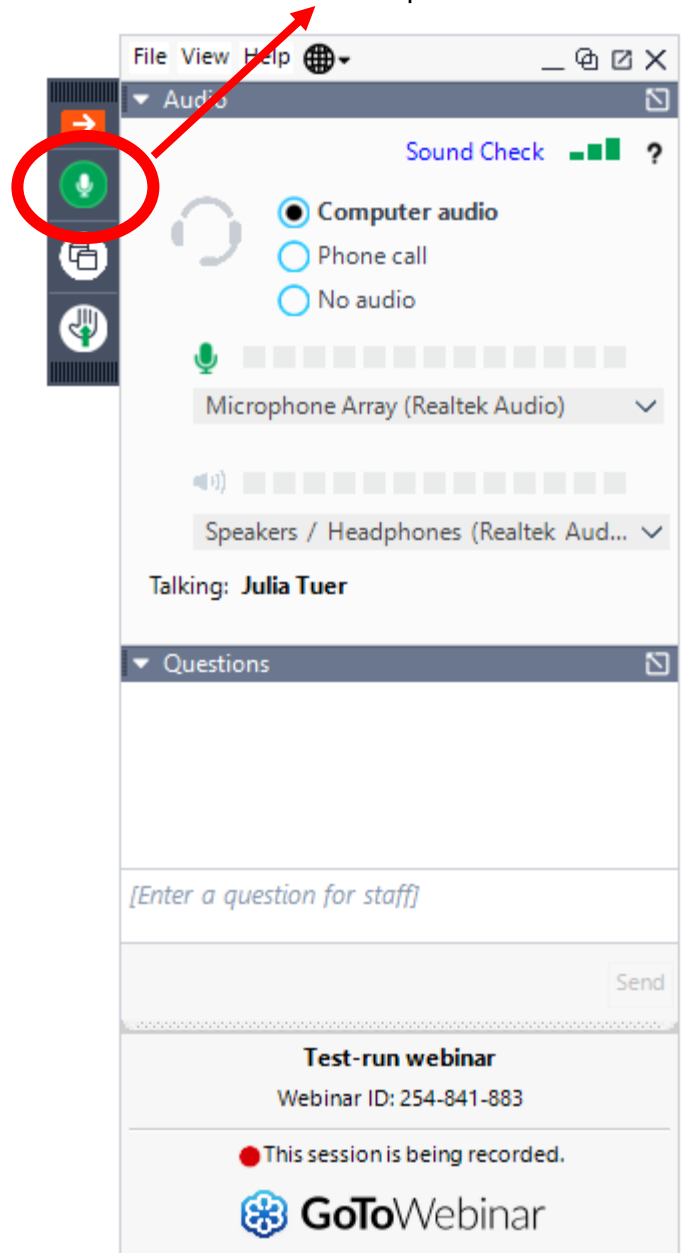 File View Help
Audio
Sound Check ?
Computer audio
Phone call
No audio
Microphone Array (Realtek Audio)
Speakers / Headphones (Realtek Aud...
Talking: Julia Tuer
Questions
[Enter a question for staff]
Send
Test-run webinar
Webinar ID: 254-841-883
This session is being recorded.
GoToWebinar